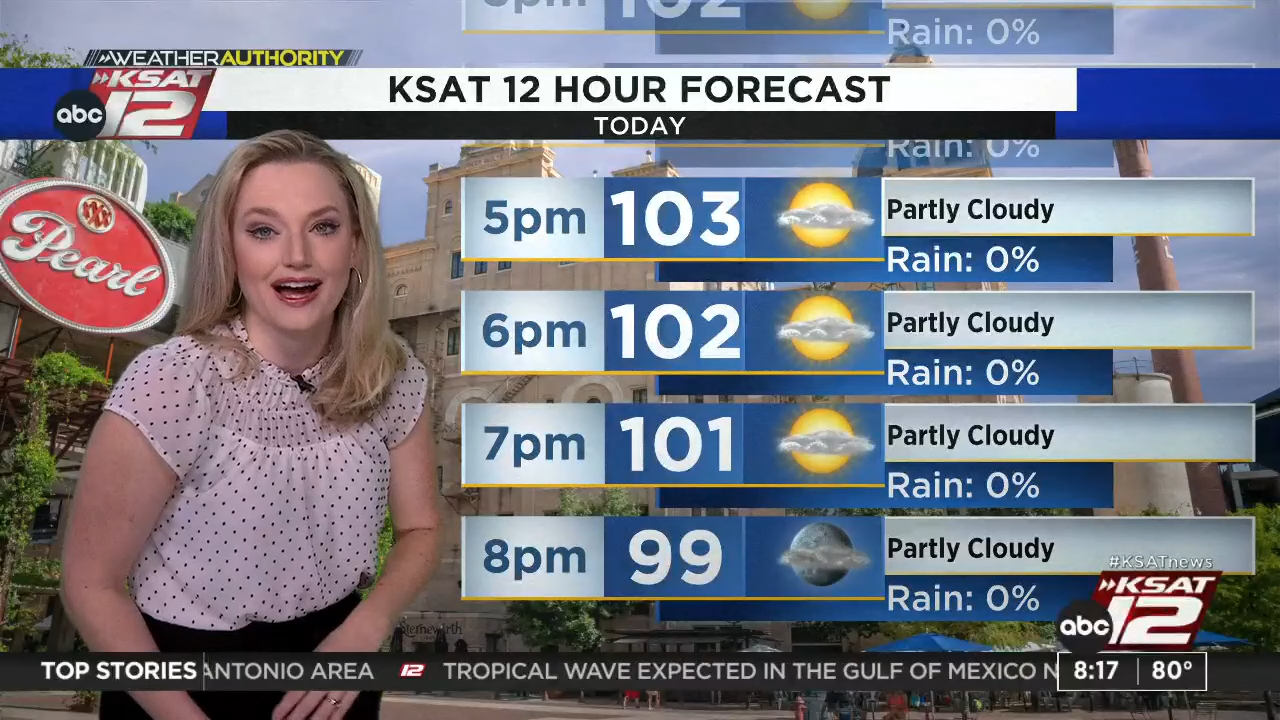 102
Rain: 0%
WEATHERAUTHORITY
KSAT
abc 12
KSAT 12 HOUR FORECAST
TODAY
Rain: 0%
5pm 103 Partly Cloudy
Rain: 0%
6pm 102 Partly Cloudy
Rain: 0%
7pm 101 Partly Cloudy
Rain: 0%
8pm 99 Partly Cloudy
Rain: 0%
Pearl
#KSATnews
KSAT
abc 12
TOP STORIES ANTONIO AREA 12 TROPICAL WAVE EXPECTED IN THE GULF OF MEXICO N 8:17 80°